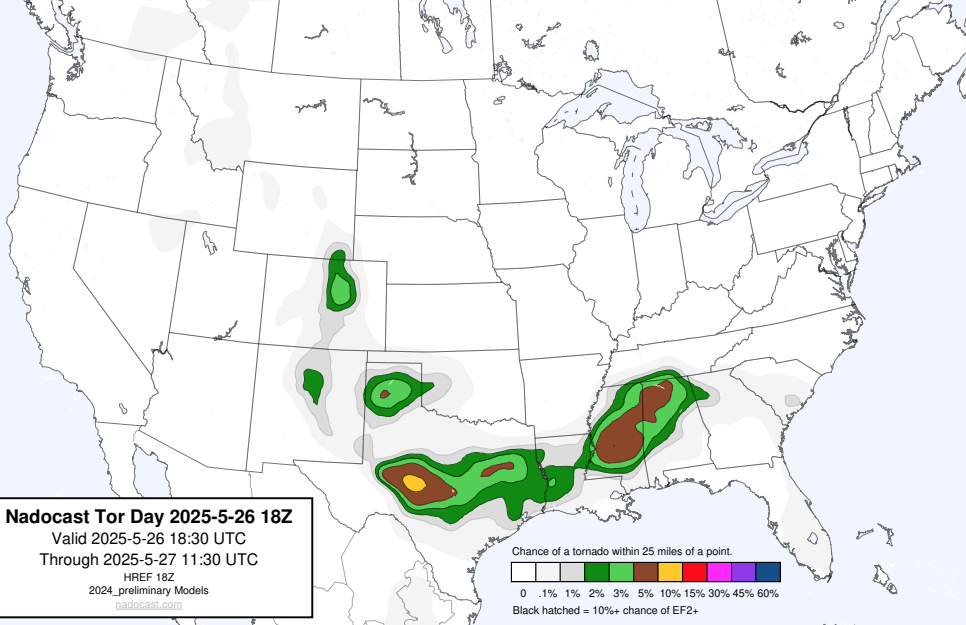 Nadocast Tor Day 2025-5-26 18Z
Valid 2025-5-26 18:30 UTC
Through 2025-5-27 11:30 UTC
HREF 18Z
2024_preliminary Models
nadocast.com
Chance of a tornado within 25 miles of a point.
0 .1% 1% 2% 3% 5% 10% 15% 30% 45% 60%
Black hatched = 10%+ chance of EF2+